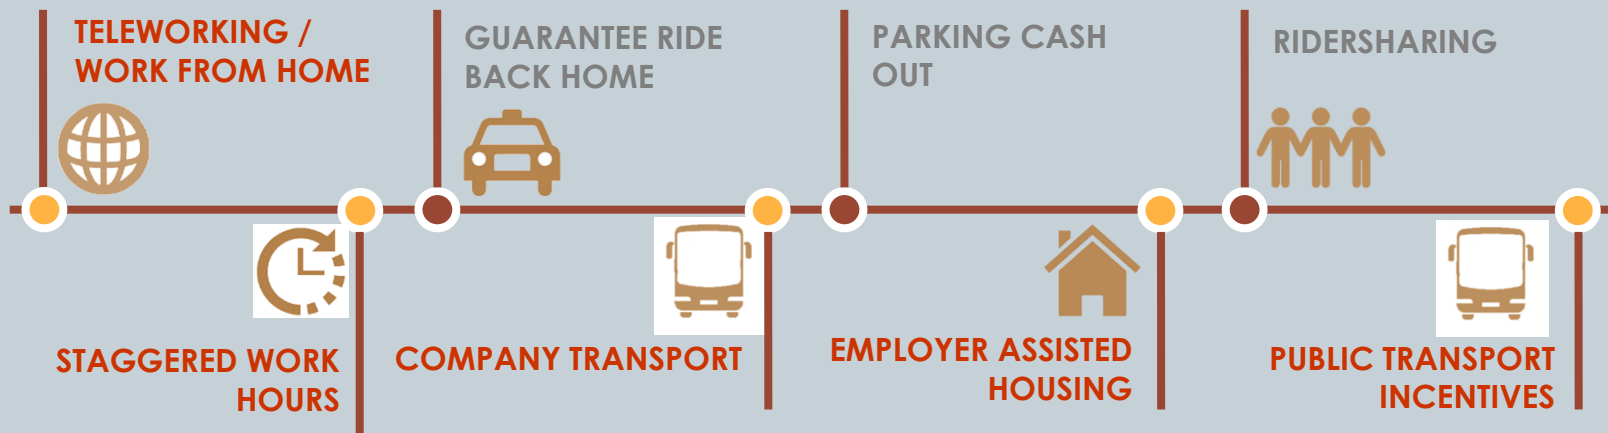 TELEWORKING /
WORK FROM HOME
GUARANTEE RIDE
BACK HOME
PARKING CASH
OUT
RIDERSHARING
STAGGERED WORK
HOURS
COMPANY TRANSPORT
EMPLOYER ASSISTED
HOUSING
PUBLIC TRANSPORT
INCENTIVES